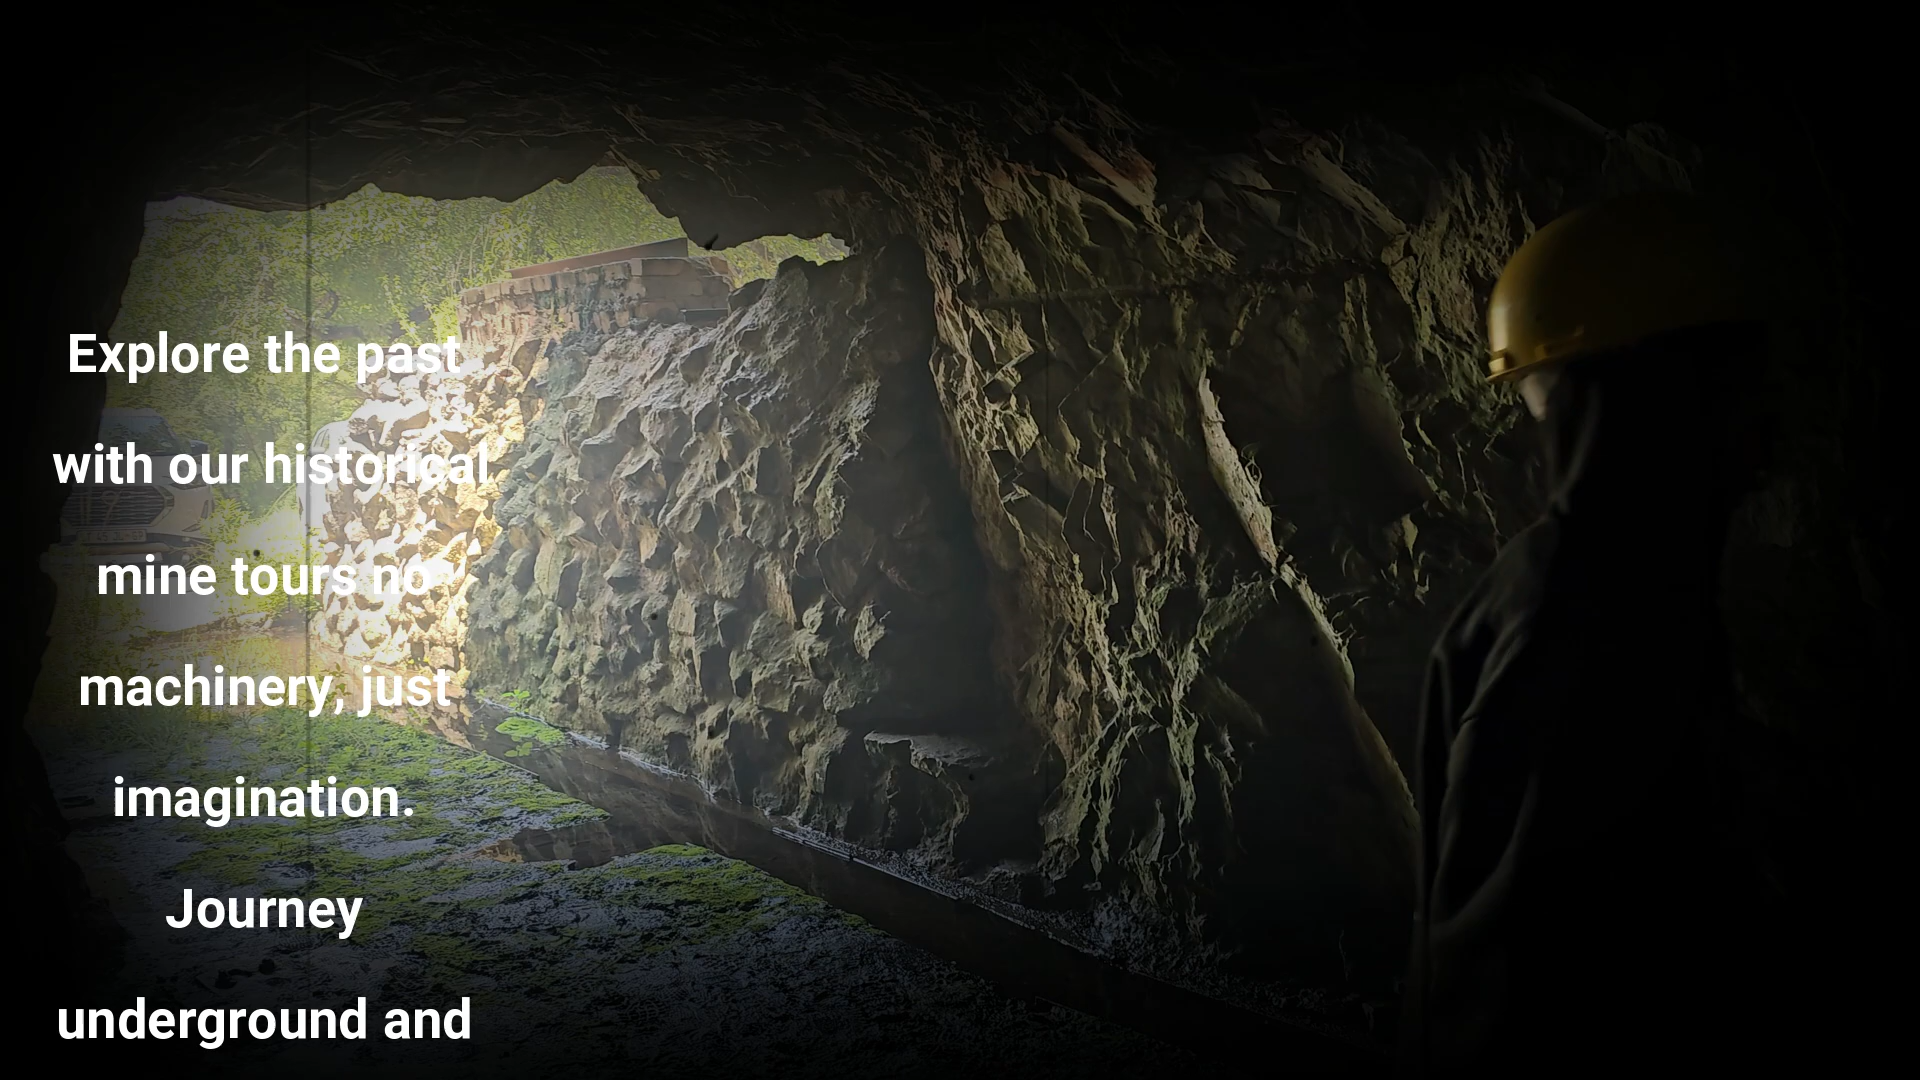 Explore the past
with our historical
mine tours no
machinery, just
imagination.
Journey
underground and